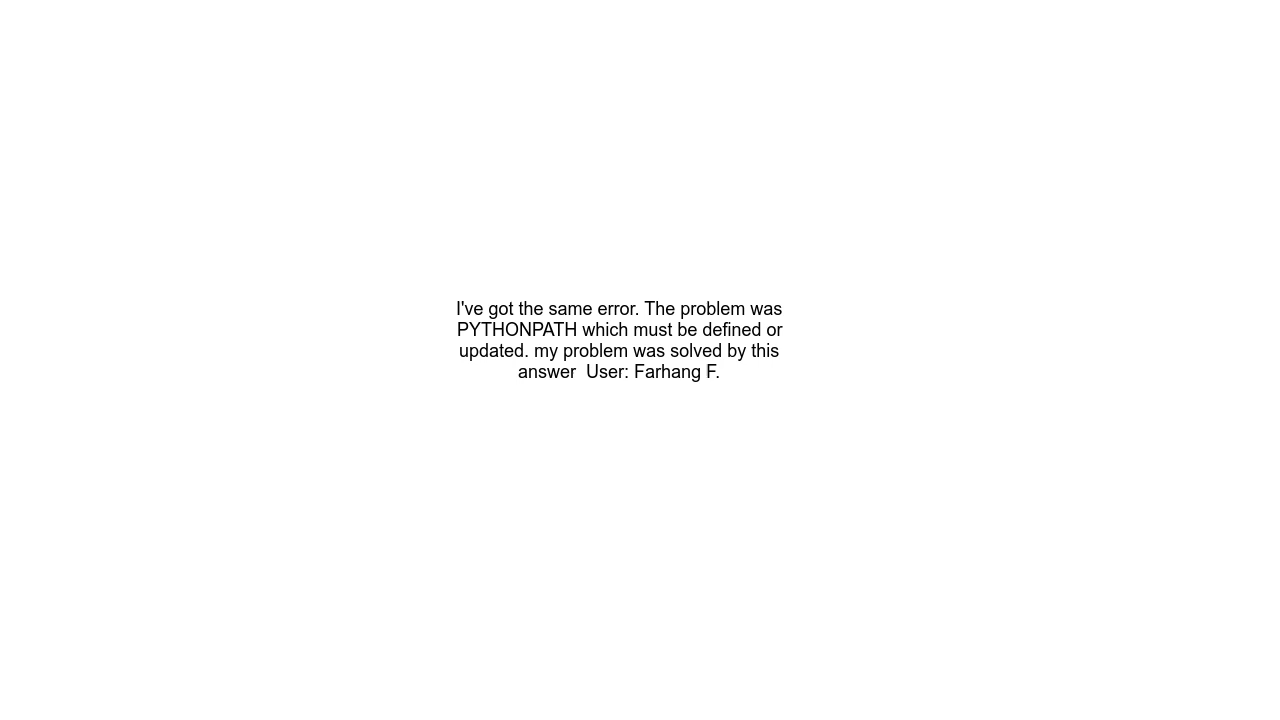 I've got the same error. The problem was
PYTHONPATH which must be defined or
updated. my problem was solved by this
answer  User: Farhang F.